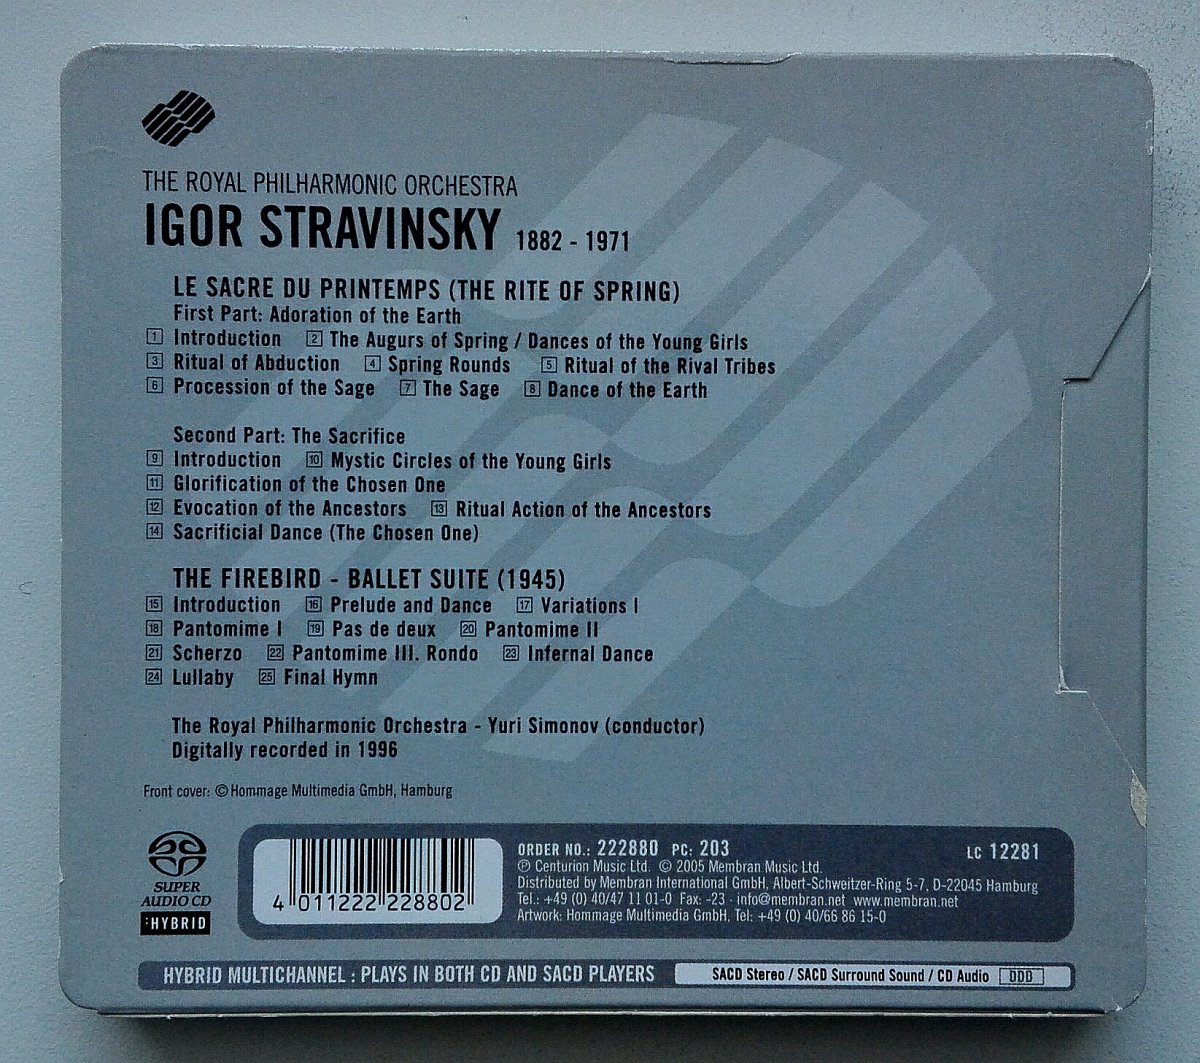 THE ROYAL PHILHARMONIC ORCHESTRA
IGOR STRAVINSKY 1882 - 1971
LE SACRE DU PRINTEMPS (THE RITE OF SPRING)
First Part: Adoration of the Earth
1 Introduction 2 The Augurs of Spring / Dances of the Young Girls
3 Ritual of Abduction 4 Spring Rounds 5 Ritual of the Rival Tribes
6 Procession of the Sage 7 The Sage 8 Dance of the Earth
Second Part: The Sacrifice
9 Introduction 10 Mystic Circles of the Young Girls
11 Glorification of the Chosen One
12 Evocation of the Ancestors 13 Ritual Action of the Ancestors
14 Sacrificial Dance (The Chosen One)
THE FIREBIRD - BALLET SUITE (1945)
15 Introduction 16 Prelude and Dance 17 Variations I
18 Pantomime I 19 Pas de deux 20 Pantomime II
21 Scherzo 22 Pantomime III. Rondo 23 Infernal Dance
24 Lullaby 25 Final Hymn
The Royal Philharmonic Orchestra - Yuri Simonov (conductor)
Digitally recorded in 1996
Front cover: © Hommage Multimedia GmbH, Hamburg
SUPER
AUDIO CD
:HYBRID
4 011222 228802
ORDER NO.: 222880 PC: 203
LC 12281
℗ Centurion Music Ltd. © 2005 Membran Music Ltd.
Distributed by Membran International GmbH, Albert-Schweitzer-Ring 5-7, D-22045 Hamburg
Tel.: +49 (0) 40/47 11 01-0 Fax: -23 · info@membran.net www.membran.net
Artwork: Hommage Multimedia GmbH, Tel: +49 (0) 40/66 86 15-0
HYBRID MULTICHANNEL : PLAYS IN BOTH CD AND SACD PLAYERS
SACD Stereo / SACD Surround Sound / CD Audio DDD